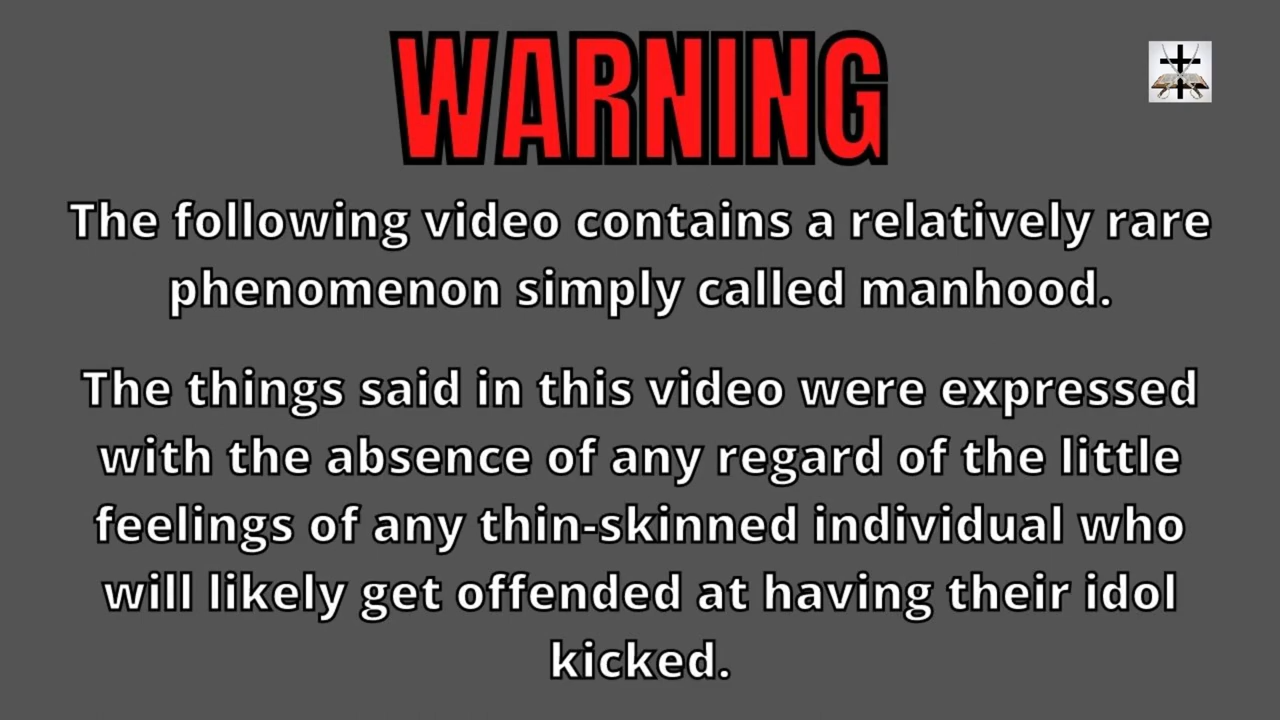 WARNING
The following video contains a relatively rare
phenomenon simply called manhood.
The things said in this video were expressed
with the absence of any regard of the little
feelings of any thin-skinned individual who
will likely get offended at having their idol
kicked.